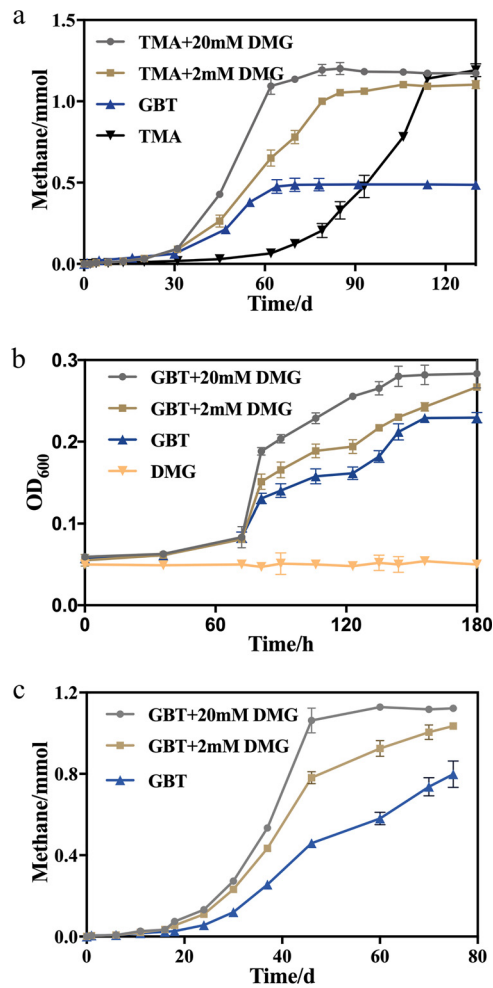 a
Methane/mmol
1.5
1.0
0.5
0.0
TMA+20mM DMG
TMA+2mM DMG
GBT
TMA
0 30 60 90 120
Time/d
b
OD600
0.3
0.2
0.1
0.0
GBT+20mM DMG
GBT+2mM DMG
GBT
DMG
0 60 120 180
Time/h
c
Methane/mmol
1.2
0.8
0.4
0.0
GBT+20mM DMG
GBT+2mM DMG
GBT
0 20 40 60 80
Time/d